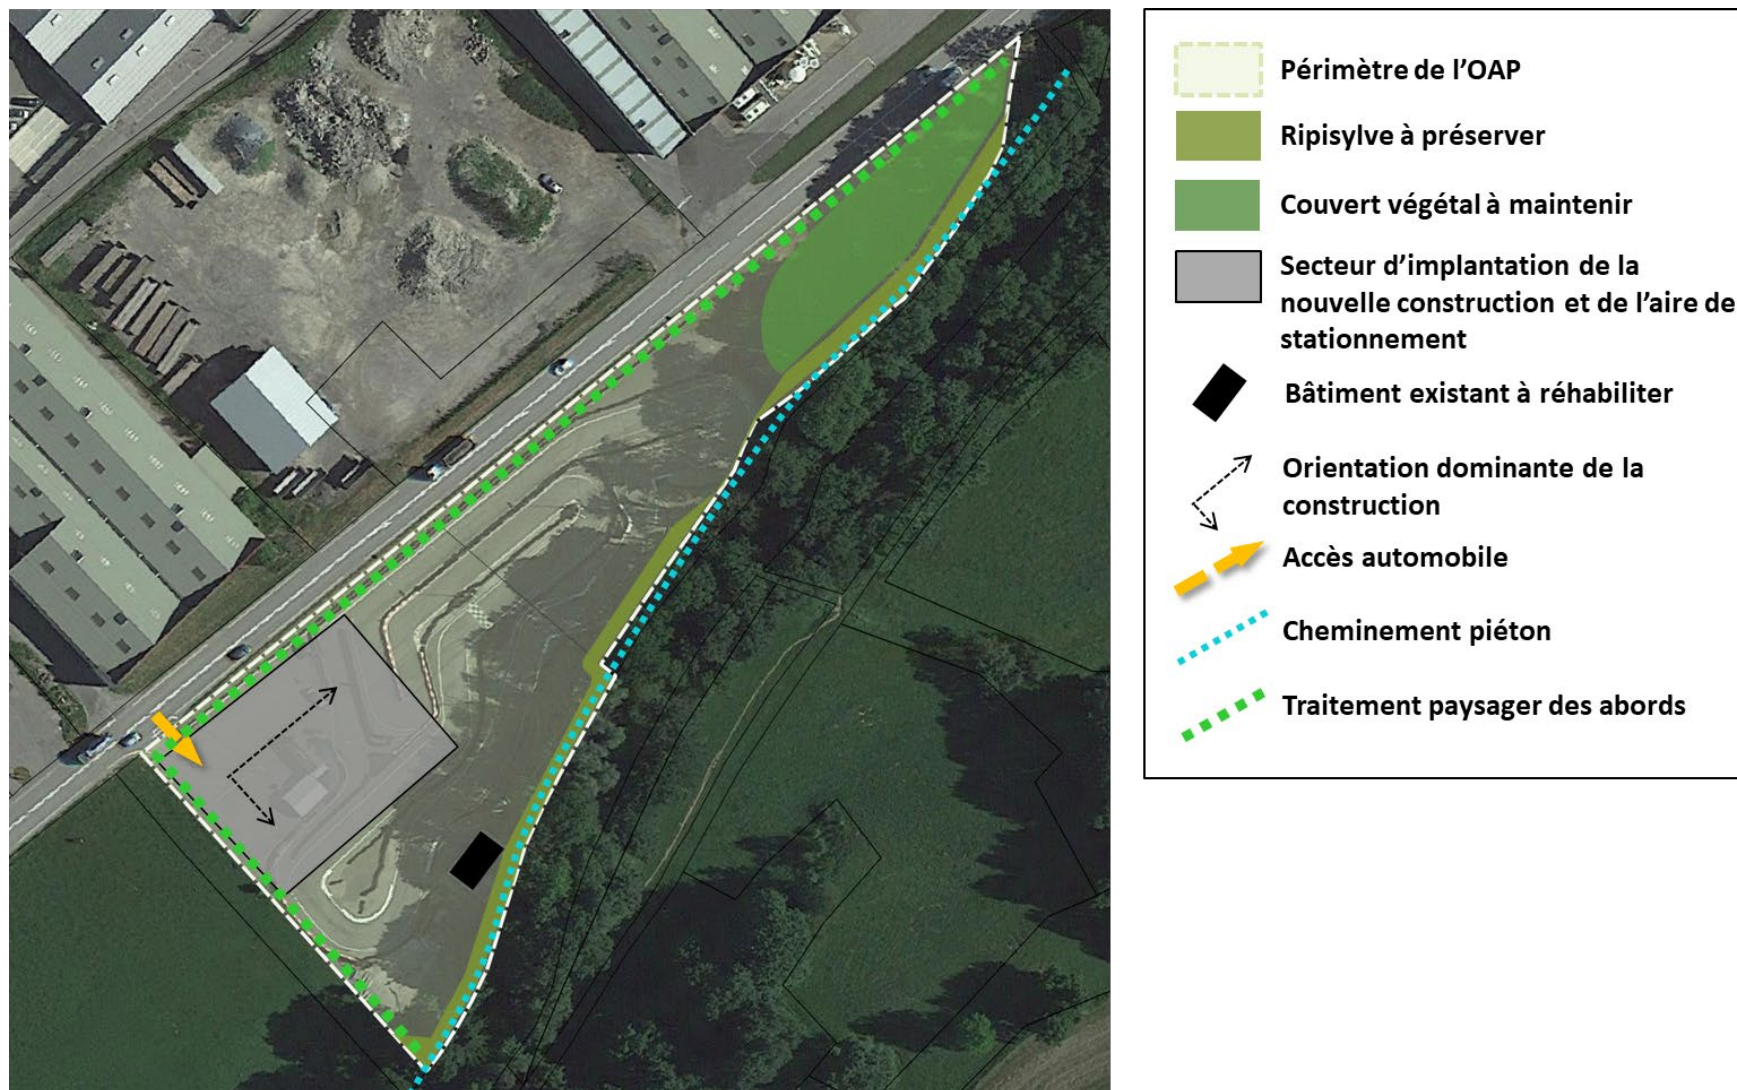 Périmètre de l'OAP
Ripisylve à préserver
Couvert végétal à maintenir
Secteur d'implantation de la
nouvelle construction et de l'aire de
stationnement
Bâtiment existant à réhabiliter
Orientation dominante de la
construction
Accès automobile
Cheminement piéton
Traitement paysager des abords